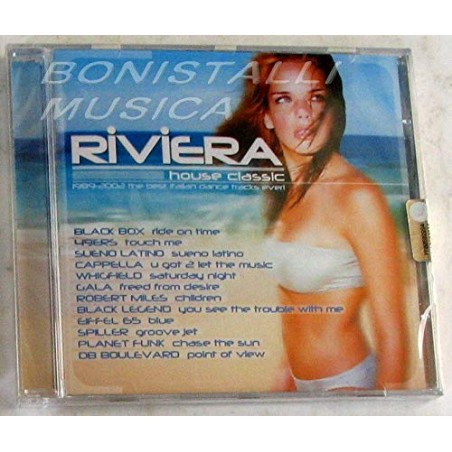 BONISTALLI
MUSICA
RIVIERA
house classic
1989-2002 the best italian dance tracks ever!
BLACK BOX ride on time
49ERS touch me
SUENO LATINO sueno latino
CAPPELLA u got 2 let the music
WHIGFIELD saturday night
GALA freed from desire
ROBERT MILES children
BLACK LEGEND you see the trouble with me
EIFFEL 65 blue
SPILLER groove jet
PLANET FUNK chase the sun
DB BOULEVARD point of view